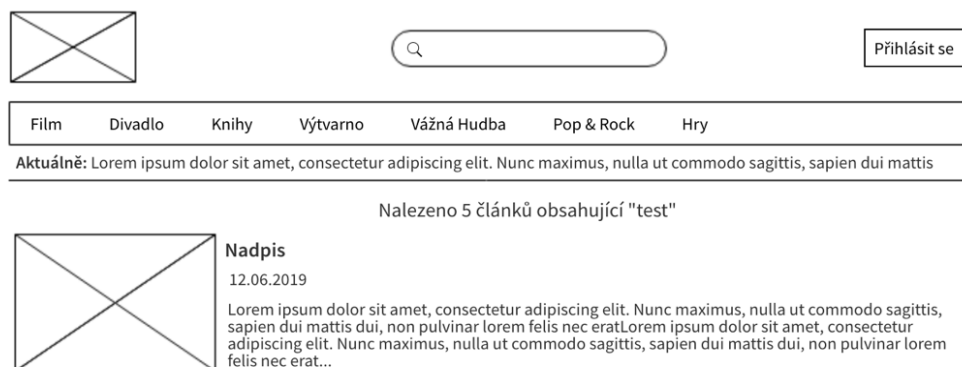 Přihlásit se
Film Divadlo Knihy Výtvarno Vážná Hudba Pop & Rock Hry
Aktuálně: Lorem ipsum dolor sit amet, consectetur adipiscing elit. Nunc maximus, nulla ut commodo sagittis, sapien dui mattis
Nalezeno 5 článků obsahující "test"
Nadpis
12.06.2019
Lorem ipsum dolor sit amet, consectetur adipiscing elit. Nunc maximus, nulla ut commodo sagittis,
sapien dui mattis dui, non pulvinar lorem felis nec eratLorem ipsum dolor sit amet, consectetur
adipiscing elit. Nunc maximus, nulla ut commodo sagittis, sapien dui mattis dui, non pulvinar lorem
felis nec erat...